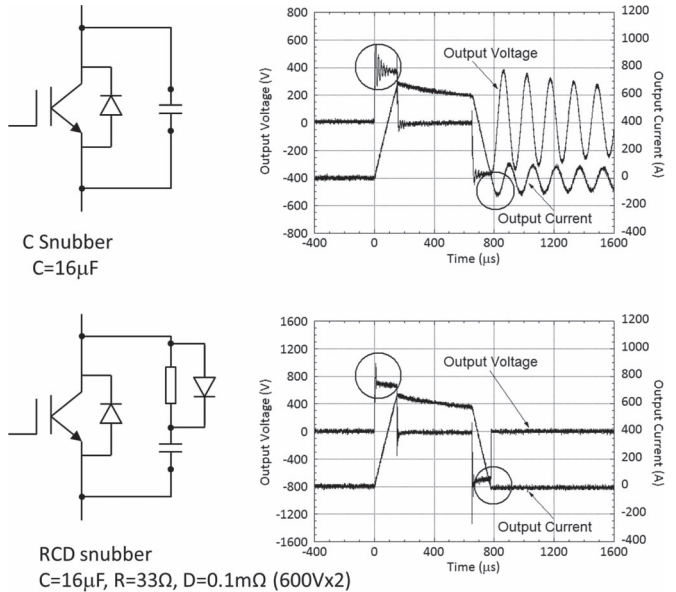 C Snubber
C=16μF
800
600
400
200
0
-200
-400
-600
-800
Output Voltage (V)
1200
1000
800
600
400
200
0
-200
-400
Output Current (A)
Output Voltage
Output Current
-400 0 400 800 1200 1600
Time (μs)
RCD snubber
C=16μF, R=33Ω, D=0.1mΩ (600Vx2)
1600
1200
800
400
0
-400
-800
-1200
-1600
Output Voltage (V)
1200
1000
800
600
400
200
0
-200
-400
Output Current (A)
Output Voltage
Output Current
-400 0 400 800 1200 1600
Time (μs)